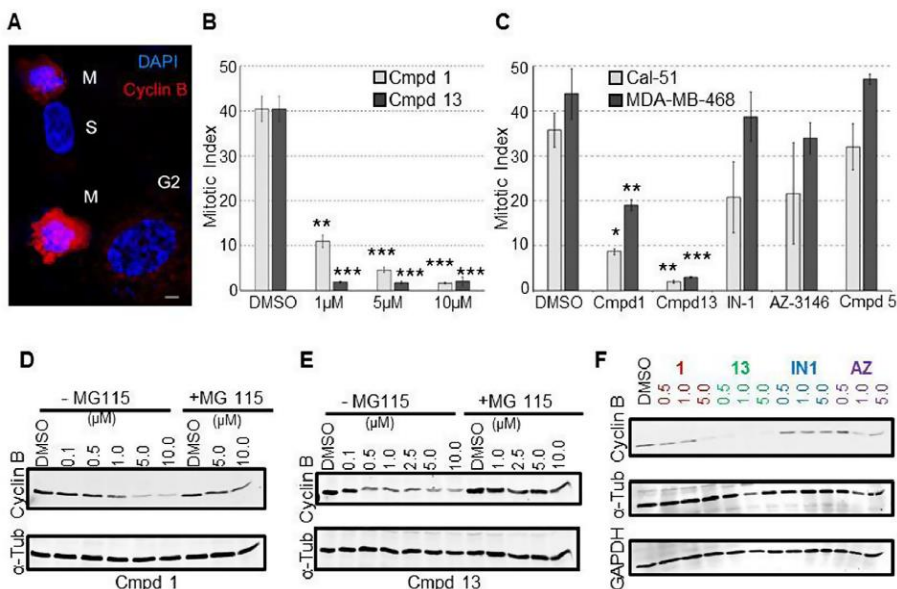 A
DAPI
Cyclin B
M
S
M
G2
B
Mitotic Index
50
40
30
20
10
0
Cmpd 1
Cmpd 13
**
***
***
***
***
***
DMSO 1µM 5µM 10µM
C
Mitotic Index
50
40
30
20
10
0
Cal-51
MDA-MB-468
*
**
**
***
DMSO Cmpd1 Cmpd13 IN-1 AZ-3146 Cmpd 5
D
- MG115 +MG 115
(µM)
DMSO 0.1 0.5 1.0 5.0 10.0 DMSO 5.0 10.0
Cyclin B
α-Tub
Cmpd 1
E
- MG115 +MG 115
(µM)
DMSO 0.1 0.5 1.0 2.5 5.0 10.0 DMSO 1.0 2.5 5.0 10.0
Cyclin B
α-Tub
Cmpd 13
F
1 13 IN1 AZ
DMSO 0.5 1.0 5.0 0.5 1.0 5.0 0.5 1.0 5.0 0.5 1.0 5.0
Cyclin B
α-Tub
GAPDH